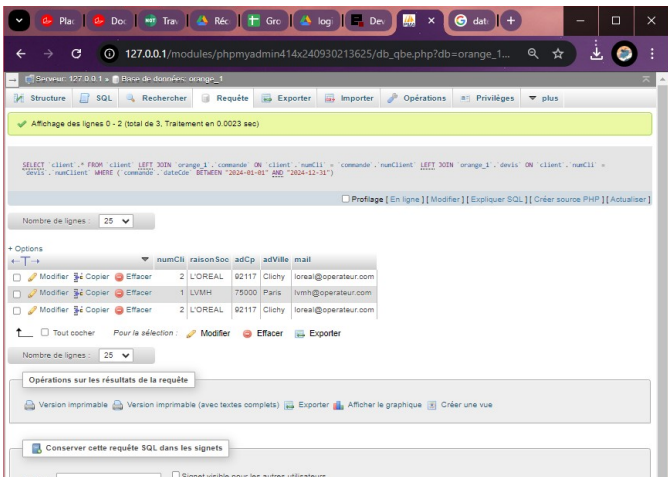 Plac Doc Trav Réc Gro logi Dev × G dat +
127.0.0.1/modules/phpmyadmin414x240930213625/db_qbe.php?db=orange_1...
Serveur: 127.0.0.1 » Base de données: orange_1
Structure SQL Rechercher Requête Exporter Importer Opérations Privilèges plus
Affichage des lignes 0 - 2 (total de 3, Traitement en 0.0023 sec)
SELECT `client`.* FROM `client` LEFT JOIN `orange_1`.`commande` ON `client`.`numCli` = `commande`.`numClient` LEFT JOIN `orange_1`.`devis` ON `client`.`numCli` =
`devis`.`numClient` WHERE (`commande`.`dateCde` BETWEEN "2024-01-01" AND "2024-12-31")
Profilage [ En ligne ] [ Modifier ] [ Expliquer SQL ] [ Créer source PHP ] [ Actualiser ]
Nombre de lignes : 25
+ Options
←T→ numCli raisonSoc adCp adVille mail
Modifier Copier Effacer 2 L'OREAL 92117 Clichy loreal@operateur.com
Modifier Copier Effacer 1 LVMH 75000 Paris lvmh@operateur.com
Modifier Copier Effacer 2 L'OREAL 92117 Clichy loreal@operateur.com
Tout cocher Pour la sélection : Modifier Effacer Exporter
Nombre de lignes : 25
Opérations sur les résultats de la requête
Version imprimable Version imprimable (avec textes complets) Exporter Afficher le graphique Créer une vue
Conserver cette requête SQL dans les signets
Signet visible pour les autres utilisateurs